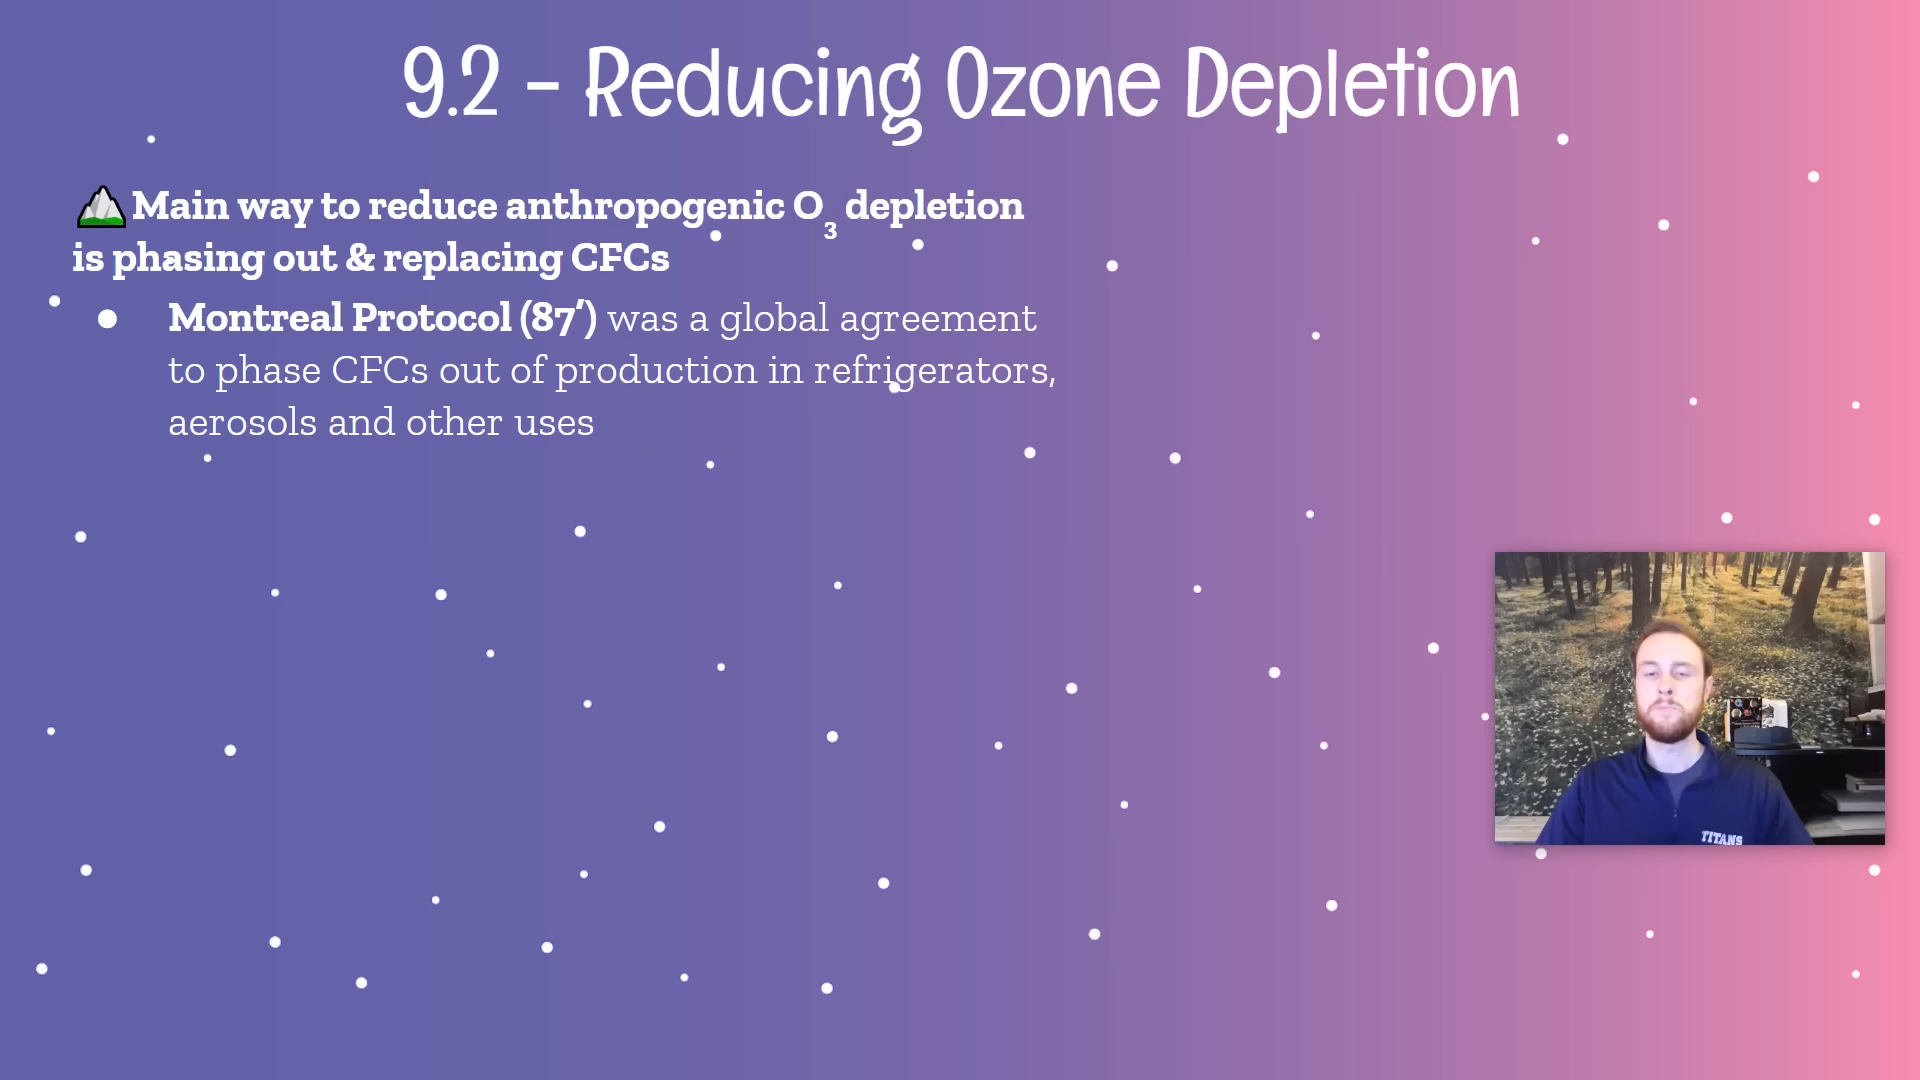 9.2 - Reducing Ozone Depletion
Main way to reduce anthropogenic O3 depletion
is phasing out & replacing CFCs
Montreal Protocol (87′) was a global agreement
to phase CFCs out of production in refrigerators,
aerosols and other uses
TITANS